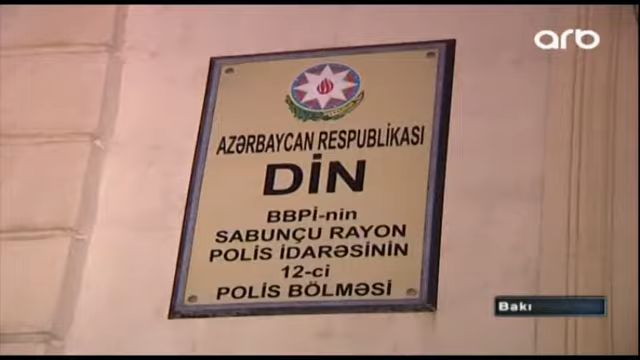 arb
AZƏRBAYCAN RESPUBLİKASI
DİN
BBPİ-nin
SABUNÇU RAYON
POLİS İDARƏSİNİN
12-ci
POLİS BÖLMƏSİ
Bakı